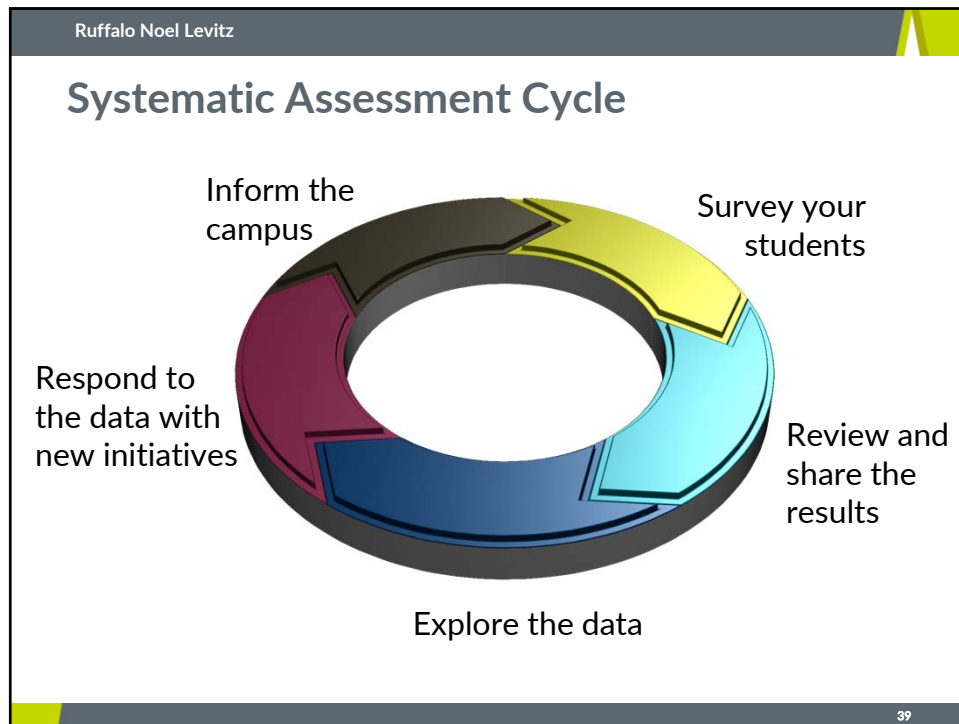 Ruffalo Noel Levitz
Systematic Assessment Cycle
Inform the
campus
Survey your
students
Respond to
the data with
new initiatives
Review and
share the
results
Explore the data
39